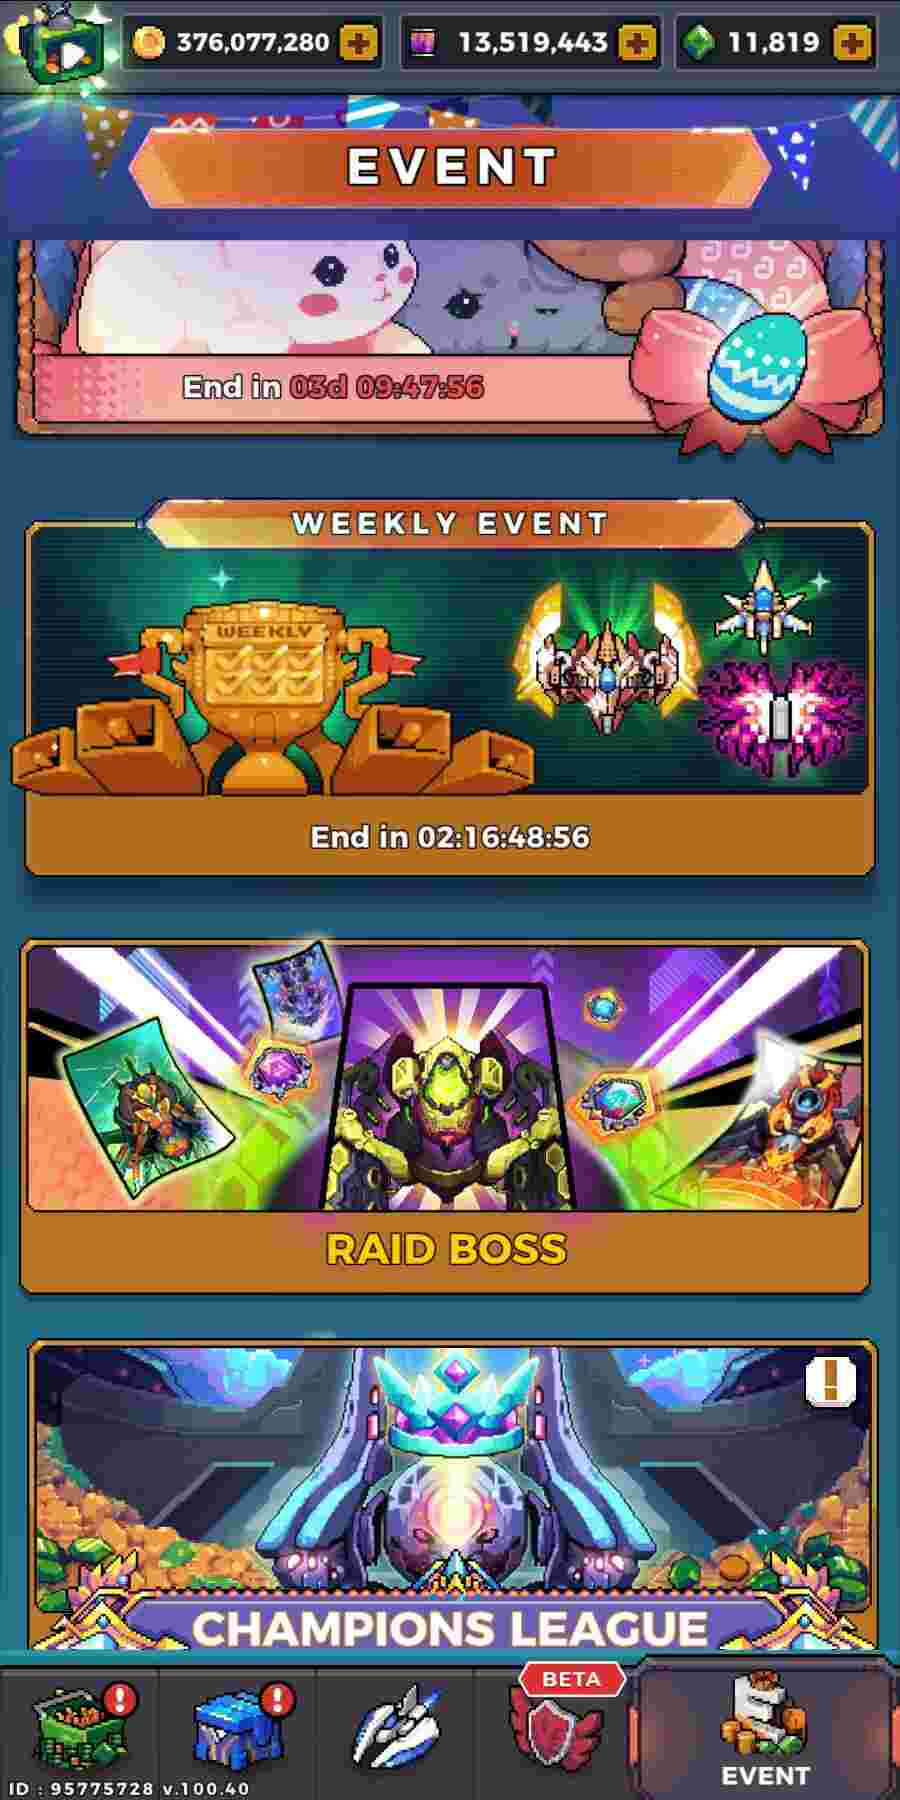 376,077,280
13,519,443
11,819
EVENT
End in 03d 09:47:56
WEEKLY EVENT
WEEKLY
End in 02:16:48:56
RAID BOSS
!
CHAMPIONS LEAGUE
!
!
BETA
EVENT
ID : 95775728 v.100.40